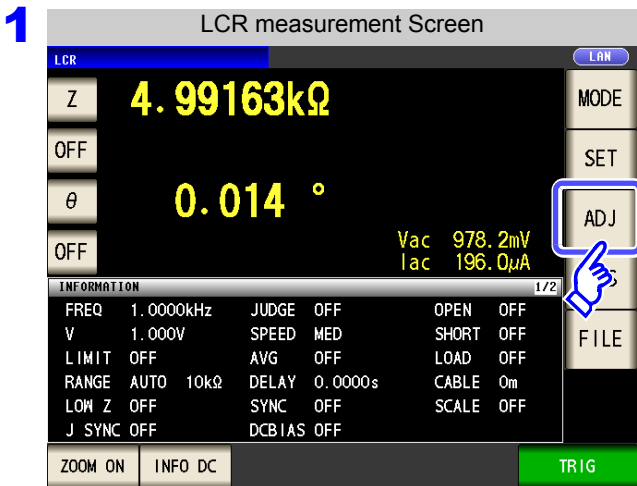 1
LCR measurement Screen
LCR
LAN
Z 4.99163kΩ
OFF
θ 0.014 °
OFF
Vac 978.2mV
Iac 196.0μA
MODE
SET
ADJ
FILE
INFORMATION 1/2
FREQ 1.0000kHz JUDGE OFF OPEN OFF
V 1.000V SPEED MED SHORT OFF
LIMIT OFF AVG OFF LOAD OFF
RANGE AUTO 10kΩ DELAY 0.0000s CABLE 0m
LOW Z OFF SYNC OFF SCALE OFF
J SYNC OFF DCBIAS OFF
ZOOM ON INFO DC TRIG